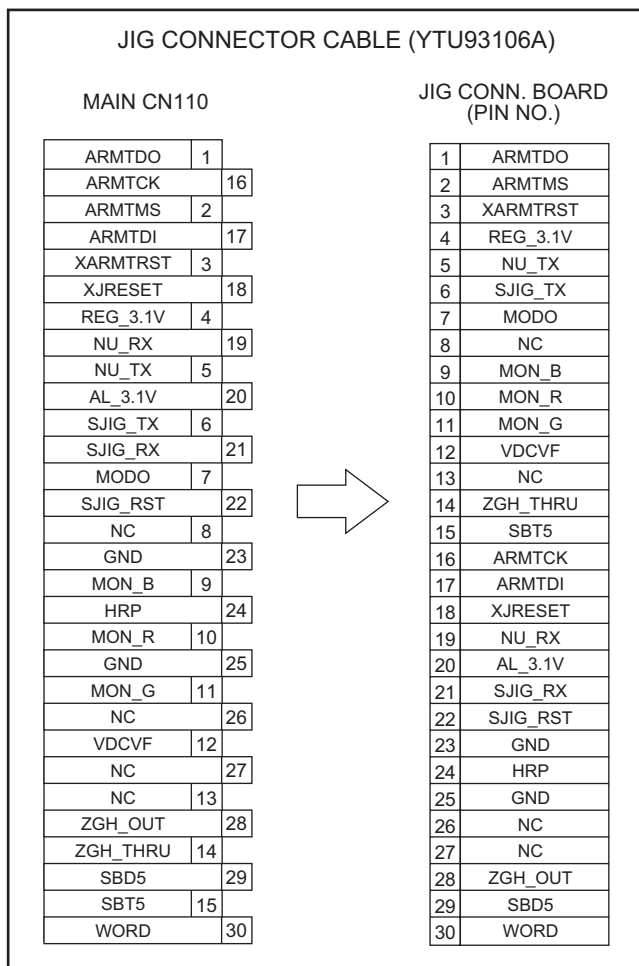 JIG CONNECTOR CABLE (YTU93106A)
MAIN CN110
ARMTDO 1
ARMTCK 16
ARMTMS 2
ARMTDI 17
XARMTRST 3
XJRESET 18
REG_3.1V 4
NU_RX 19
NU_TX 5
AL_3.1V 20
SJIG_TX 6
SJIG_RX 21
MODO 7
SJIG_RST 22
NC 8
GND 23
MON_B 9
HRP 24
MON_R 10
GND 25
MON_G 11
NC 26
VDCVF 12
NC 27
NC 13
ZGH_OUT 28
ZGH_THRU 14
SBD5 29
SBT5 15
WORD 30
JIG CONN. BOARD
(PIN NO.)
1 ARMTDO
2 ARMTMS
3 XARMTRST
4 REG_3.1V
5 NU_TX
6 SJIG_TX
7 MODO
8 NC
9 MON_B
10 MON_R
11 MON_G
12 VDCVF
13 NC
14 ZGH_THRU
15 SBT5
16 ARMTCK
17 ARMTDI
18 XJRESET
19 NU_RX
20 AL_3.1V
21 SJIG_RX
22 SJIG_RST
23 GND
24 HRP
25 GND
26 NC
27 NC
28 ZGH_OUT
29 SBD5
30 WORD